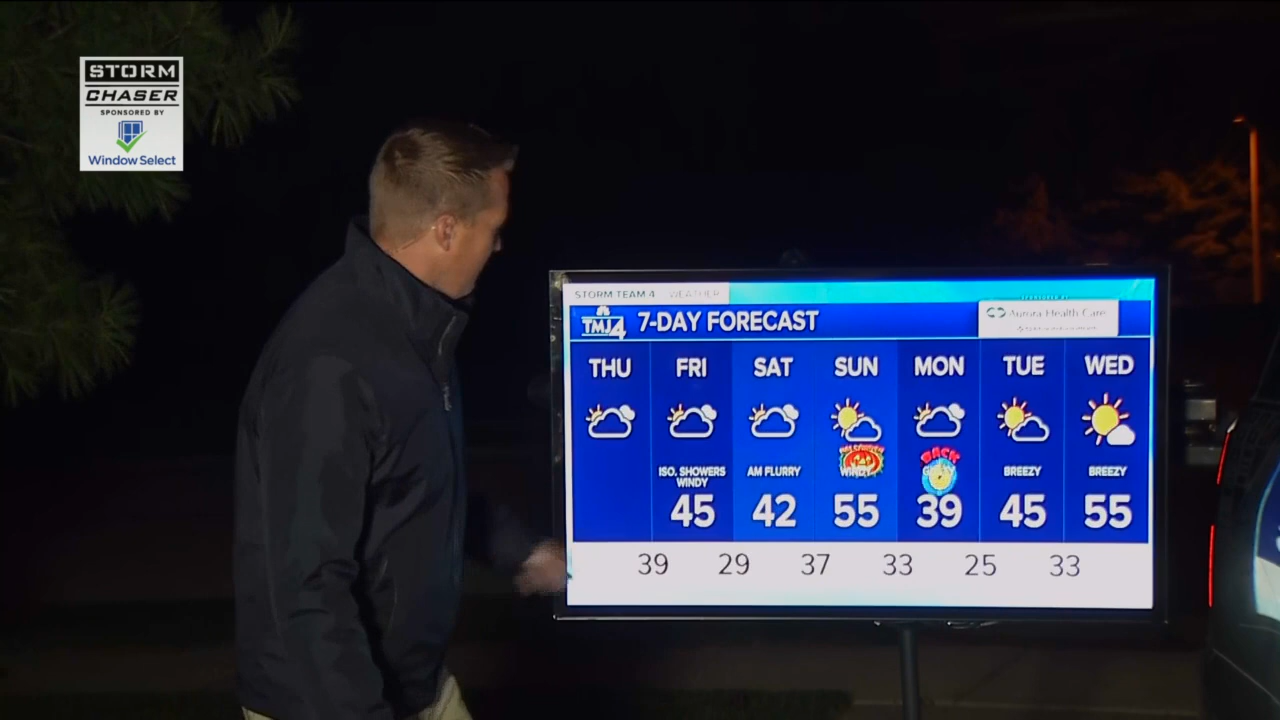 STORM
CHASER
SPONSORED BY
Window Select
STORM TEAM 4 WEATHER
TMJ4 7-DAY FORECAST
Aurora Health Care
THU FRI SAT SUN MON TUE WED
ISO. SHOWERS AM FLURRY WINDY BREEZY BREEZY
WINDY
BACK
45 42 55 39 45 55
39 29 37 33 25 33